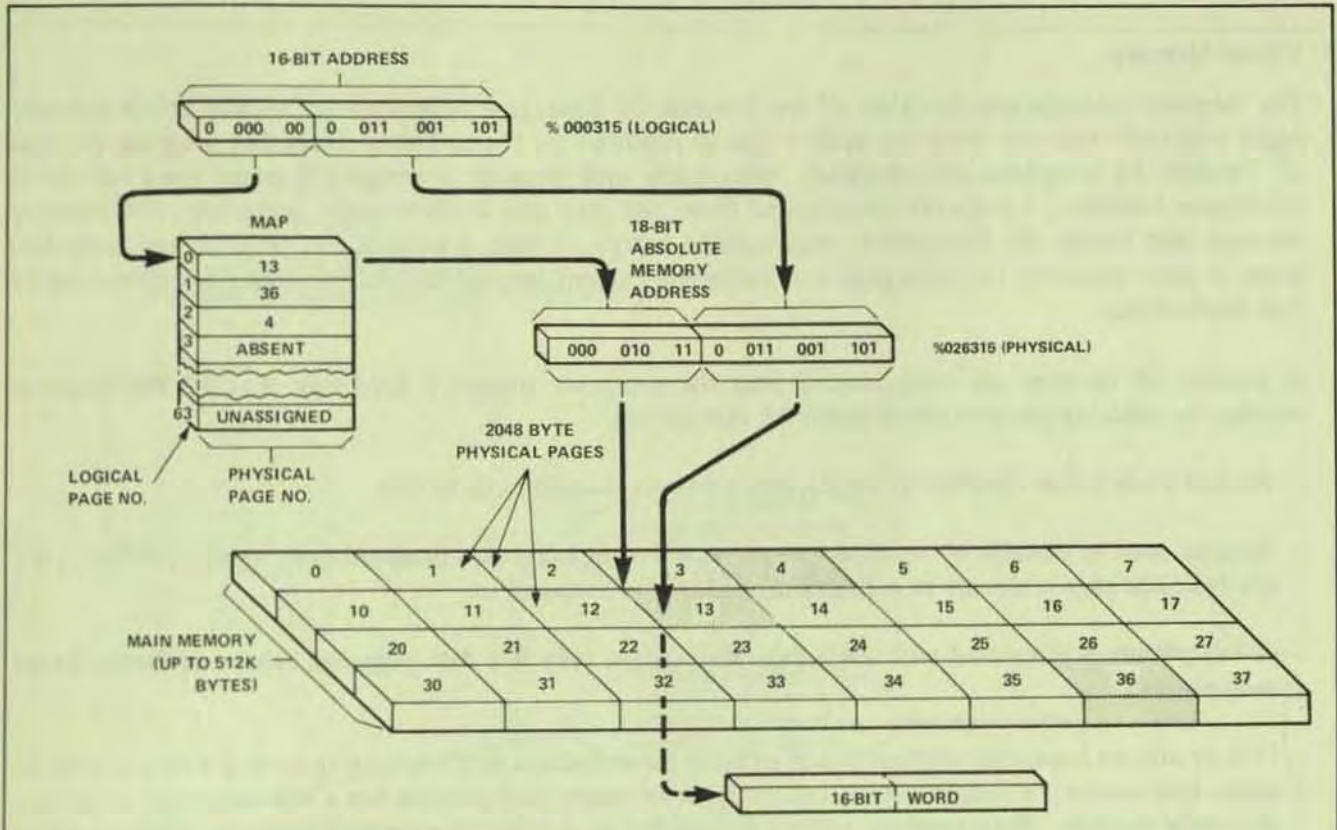 16-BIT ADDRESS
0 000 00 0 011 001 101
% 000315 (LOGICAL)
MAP
0 13
1 36
2 4
3 ABSENT
63 UNASSIGNED
LOGICAL
PAGE NO.
PHYSICAL
PAGE NO.
18-BIT
ABSOLUTE
MEMORY
ADDRESS
000 010 11 0 011 001 101
%026315 (PHYSICAL)
2048 BYTE
PHYSICAL PAGES
0 1 2 3 4 5 6 7
10 11 12 13 14 15 16 17
20 21 22 23 24 25 26 27
30 31 32 33 34 35 36 37
MAIN MEMORY
(UP TO 512K
BYTES)
16-BIT WORD